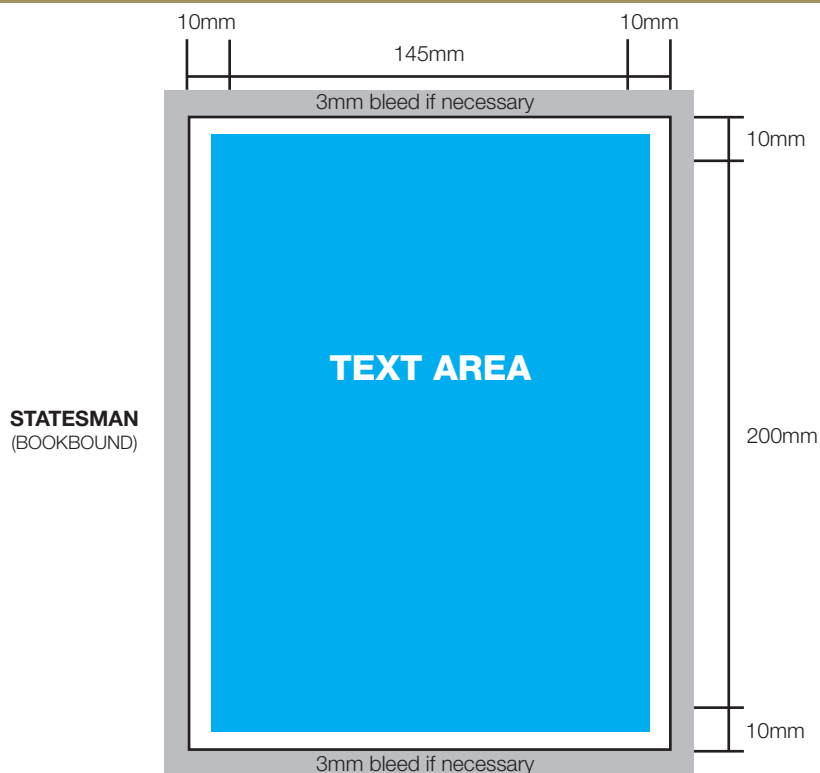 10mm
10mm
145mm
3mm bleed if necessary
10mm
TEXT AREA
STATESMAN
(BOOKBOUND)
200mm
10mm
3mm bleed if necessary